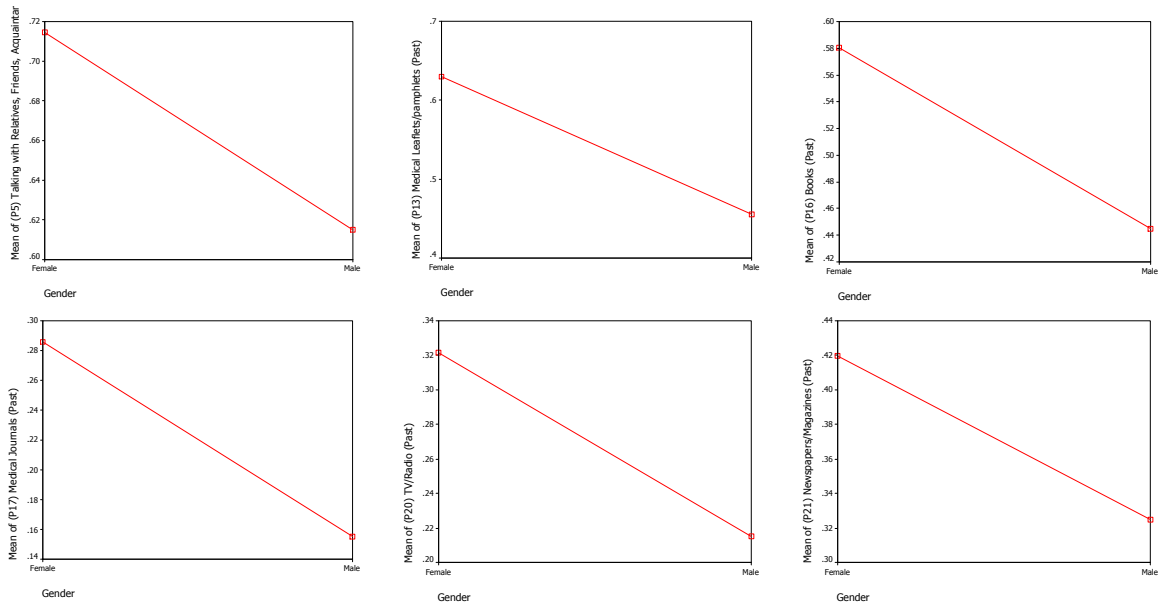 Mean of (P5) Talking with Relatives, Friends, Acquaintar
.72
.70
.68
.66
.64
.62
.60
Female
Male
Gender
Mean of (P13) Medical Leaflets/pamphlets (Past)
.7
.6
.5
.4
Female
Male
Gender
Mean of (P16) Books (Past)
.60
.58
.56
.54
.52
.50
.48
.46
.44
.42
Female
Male
Gender
Mean of (P17) Medical Journals (Past)
.30
.28
.26
.24
.22
.20
.18
.16
.14
Female
Male
Gender
Mean of (P20) TV/Radio (Past)
.34
.32
.30
.28
.26
.24
.22
.20
Female
Male
Gender
Mean of (P21) Newspapers/Magazines (Past)
.44
.42
.40
.38
.36
.34
.32
.30
Female
Male
Gender